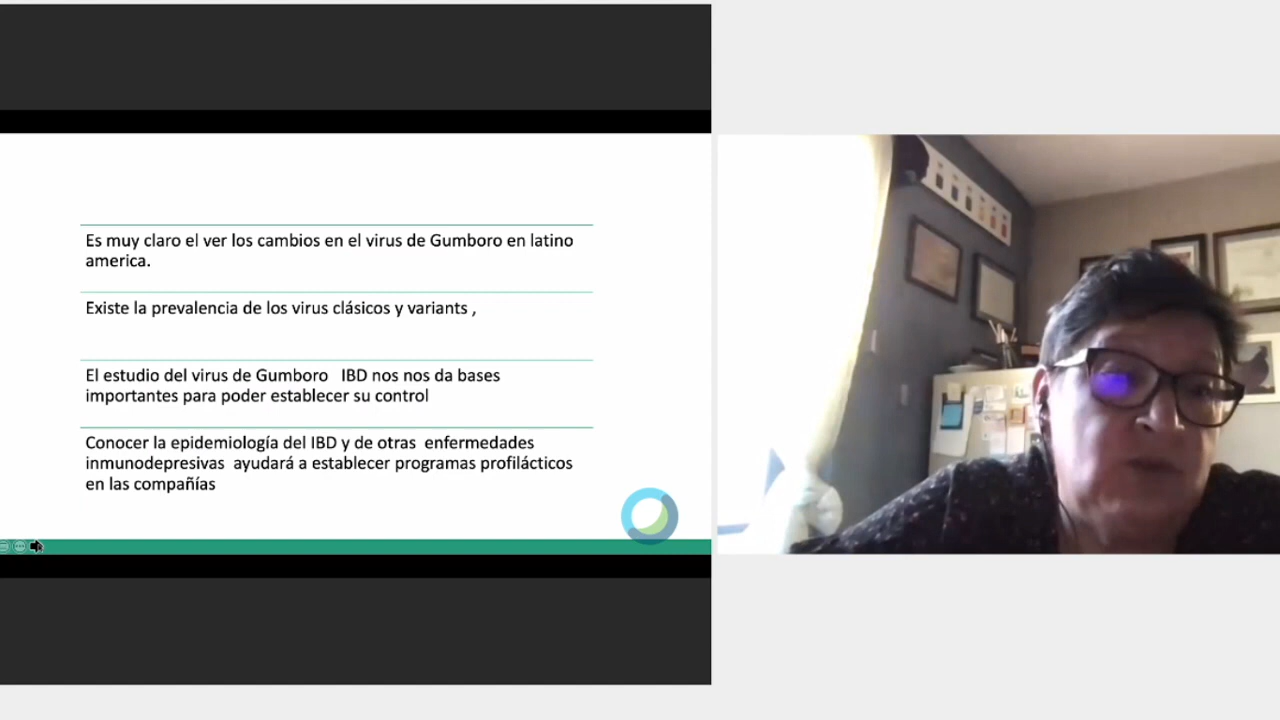 Es muy claro el ver los cambios en el virus de Gumboro en latino
america.
Existe la prevalencia de los virus clásicos y variants ,
El estudio del virus de Gumboro   IBD nos nos da bases
importantes para poder establecer su control
Conocer la epidemiología del IBD y de otras  enfermedades
inmunodepresivas  ayudará a establecer programas profilácticos
en las compañías